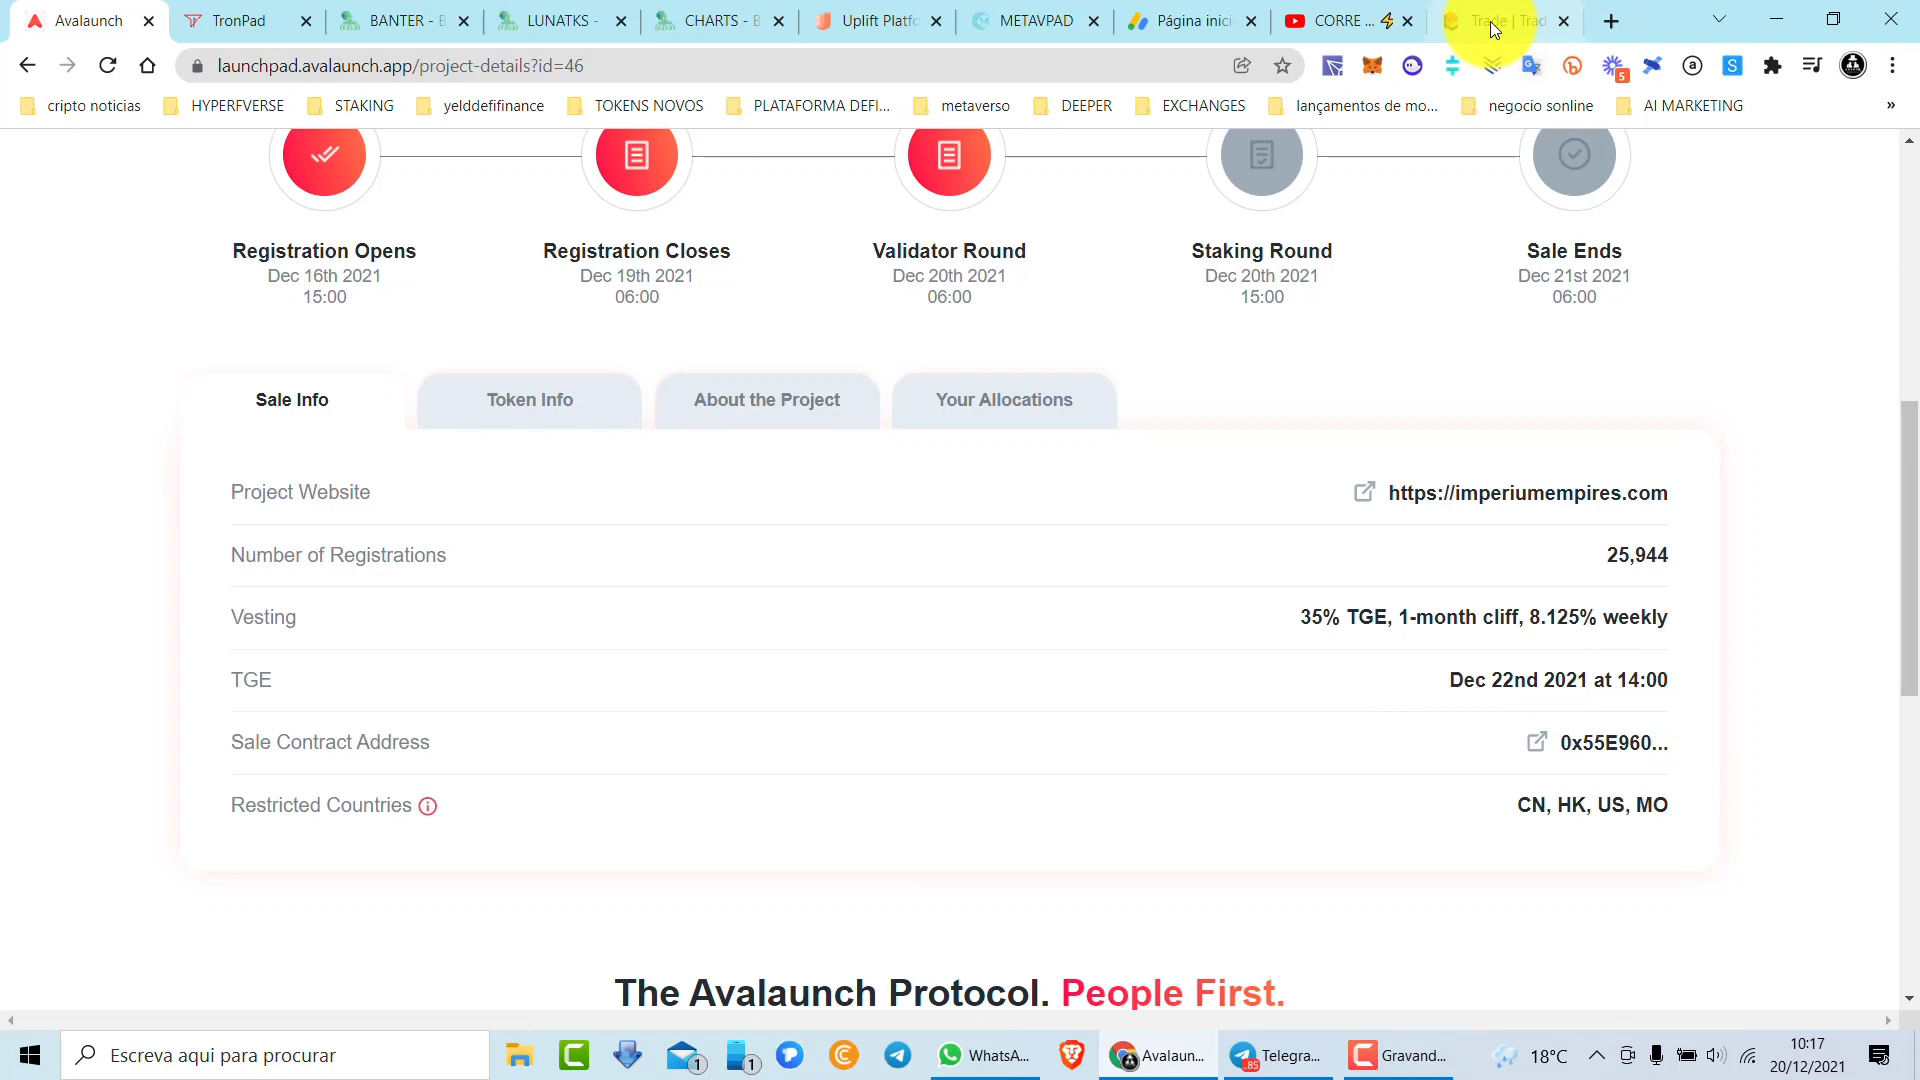 Avalaunch
TronPad
BANTER - B
LUNATKS -
CHARTS - B
Uplift Platfo
METAVPAD
Página inici
CORRE ...⚡
Trade | Trad
launchpad.avalaunch.app/project-details?id=46
5
cripto noticias
HYPERFVERSE
STAKING
yelddefifinance
TOKENS NOVOS
PLATAFORMA DEFI...
metaverso
DEEPER
EXCHANGES
lançamentos de mo...
negocio sonline
AI MARKETING
»
Registration Opens
Dec 16th 2021
15:00
Registration Closes
Dec 19th 2021
06:00
Validator Round
Dec 20th 2021
06:00
Staking Round
Dec 20th 2021
15:00
Sale Ends
Dec 21st 2021
06:00
Sale Info
Token Info
About the Project
Your Allocations
Project Website
https://imperiumempires.com
Number of Registrations
25,944
Vesting
35% TGE, 1-month cliff, 8.125% weekly
TGE
Dec 22nd 2021 at 14:00
Sale Contract Address
0x55E960...
Restricted Countries
CN, HK, US, MO
The Avalaunch Protocol. People First.
Escreva aqui para procurar
1
1
WhatsA...
Avalaun...
85
Telegra...
Gravand...
18°C
10:17
20/12/2021